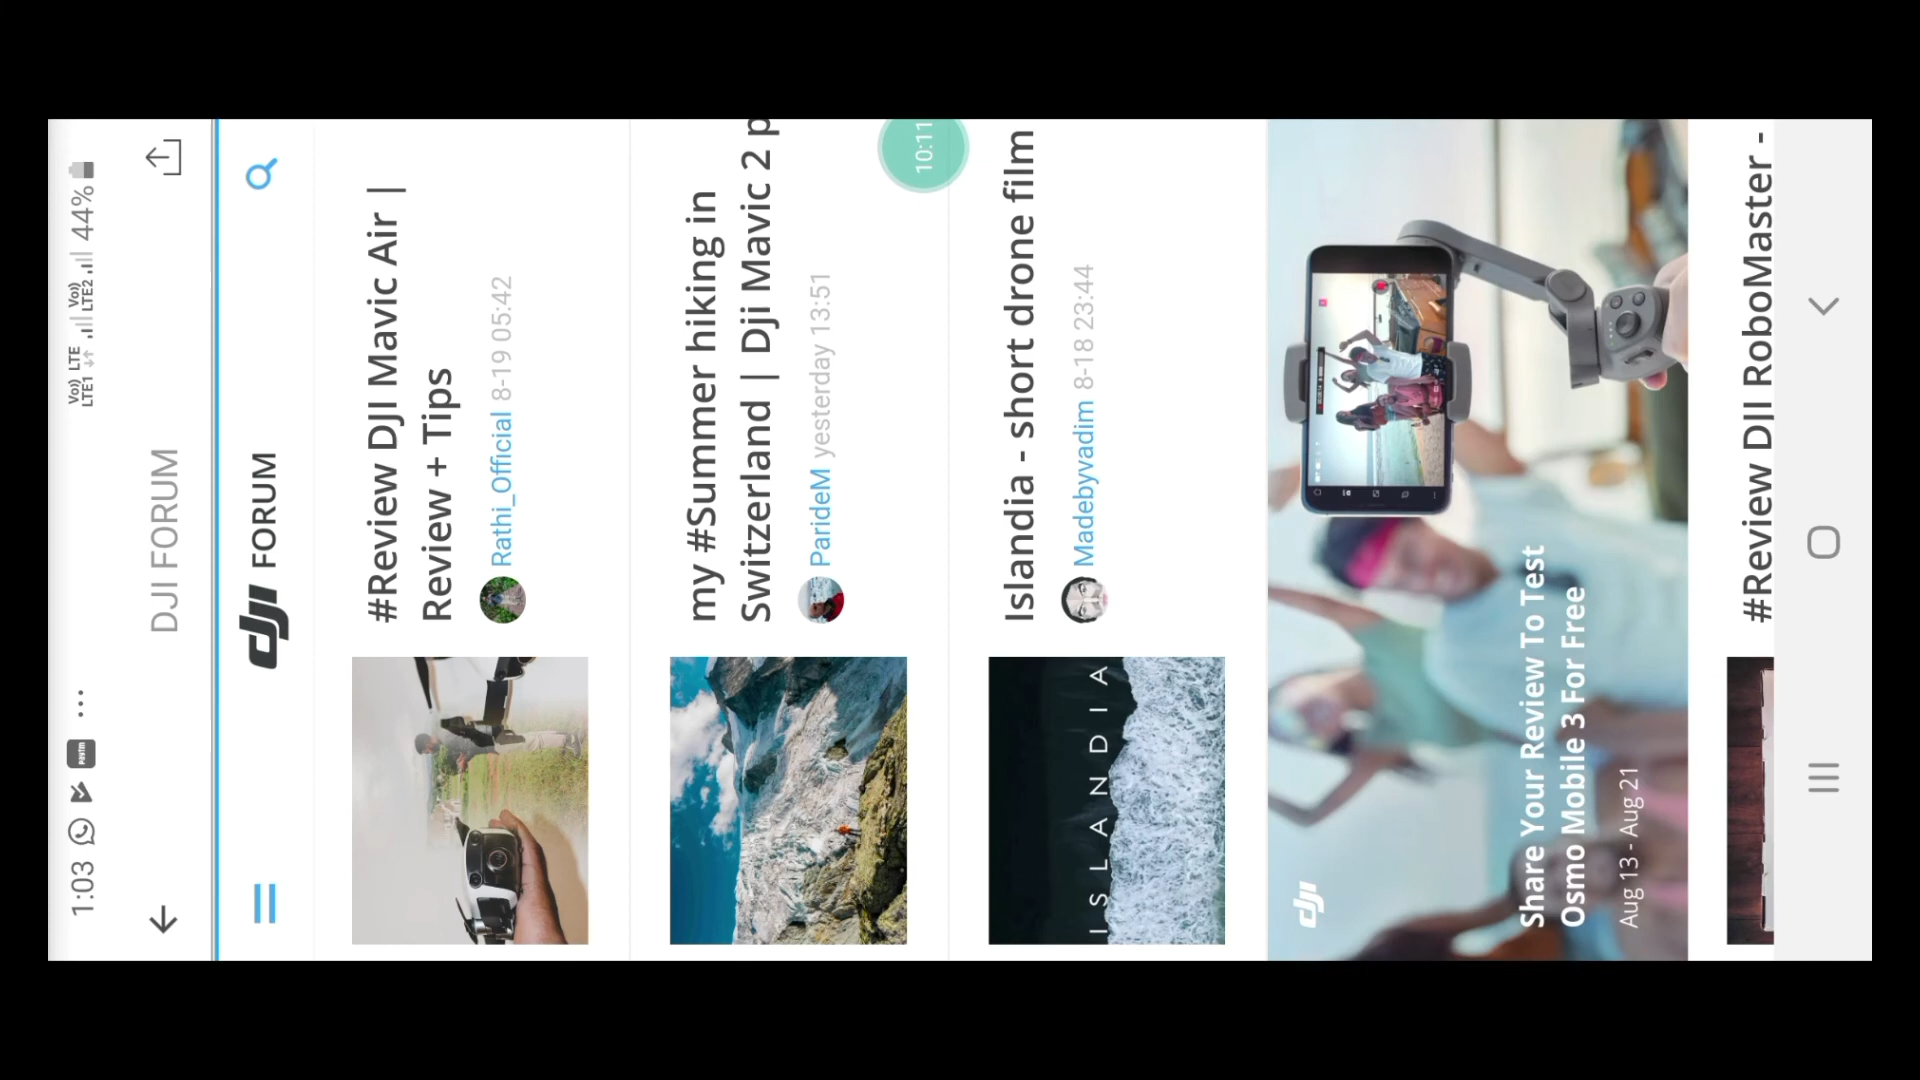 1:03 ... Vo)) LTE LTE1 Vo)) LTE2 44%
DJI FORUM
dji FORUM
#Review DJI Mavic Air |
Review + Tips
Rathi_Official 8-19 05:42
my #Summer hiking in
Switzerland | Dji Mavic 2 p
ParideM yesterday 13:51
10:11
ISLANDIA
Islandia - short drone film
Madebyvadim 8-18 23:44
dji
Share Your Review To Test
Osmo Mobile 3 For Free
Aug 13 - Aug 21
#Review DJI RoboMaster -